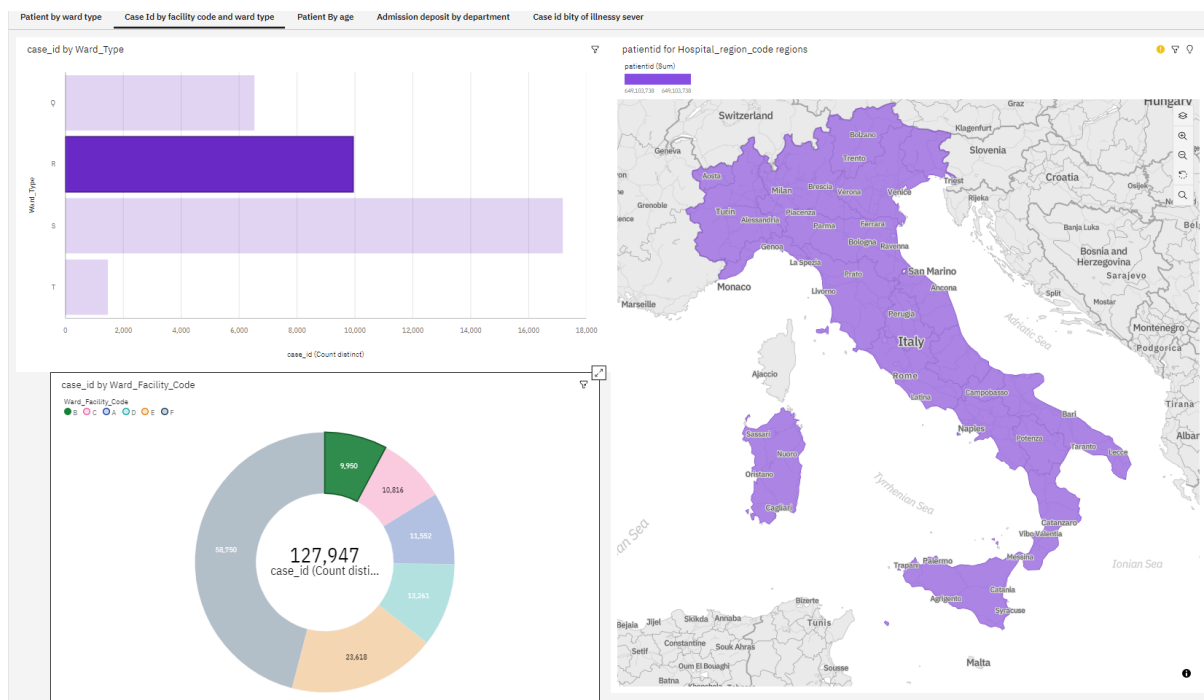 Patient by ward type
Case Id by facility code and ward type
Patient By age
Admission deposit by department
Case id bity of illnessy sever
case_id by Ward_Type
Ward_Type
Q
R
S
T
0
2,000
4,000
6,000
8,000
10,000
12,000
14,000
16,000
18,000
case_id (Count distinct)
case_id by Ward_Facility_Code
Ward_Facility_Code
B
C
A
D
E
F
9,950
10,816
11,552
13,261
23,618
58,750
127,947
case_id (Count disti...
patientid for Hospital_region_code regions
patientid (Sum)
649,103,738
649,103,738
Hungary
Graz
Switzerland
Bolzano
Klagenfurt
Geneva
Slovenia
Trento
Aosta
Croatia
Triest
Osijek
Milan
Brescia
Verona
Venice
Rijeka
Grenoble
Turin
Piacenza
Alessandria
Parma
Ferrara
Banja Luka
Bologna
Ravenna
Genoa
La Spezia
Bosnia and
Herzegovina
San Marino
Prato
Sarajevo
Monaco
Livorno
Ancona
Split
Mostar
Marseille
Perugia
Adriatic Sea
Montenegro
Italy
Podgorica
Ajaccio
Rome
Latina
Campobasso
Tirana
Bari
Naples
Sassari
Potenza
Taranto
Lecce
Nuoro
Oristano
Tyrrhenian Sea
Cagliari
Catanzaro
Vibo Valentia
Messina
Palermo
Trapani
Ionian Sea
Catania
Agrigento
Syracuse
Bizerte
Tunis
Bejaia
Jijel
Skikda
Annaba
Constantine
Souk Ahras
Setif
Oum El Bouaghi
Sousse
Batna
Malta